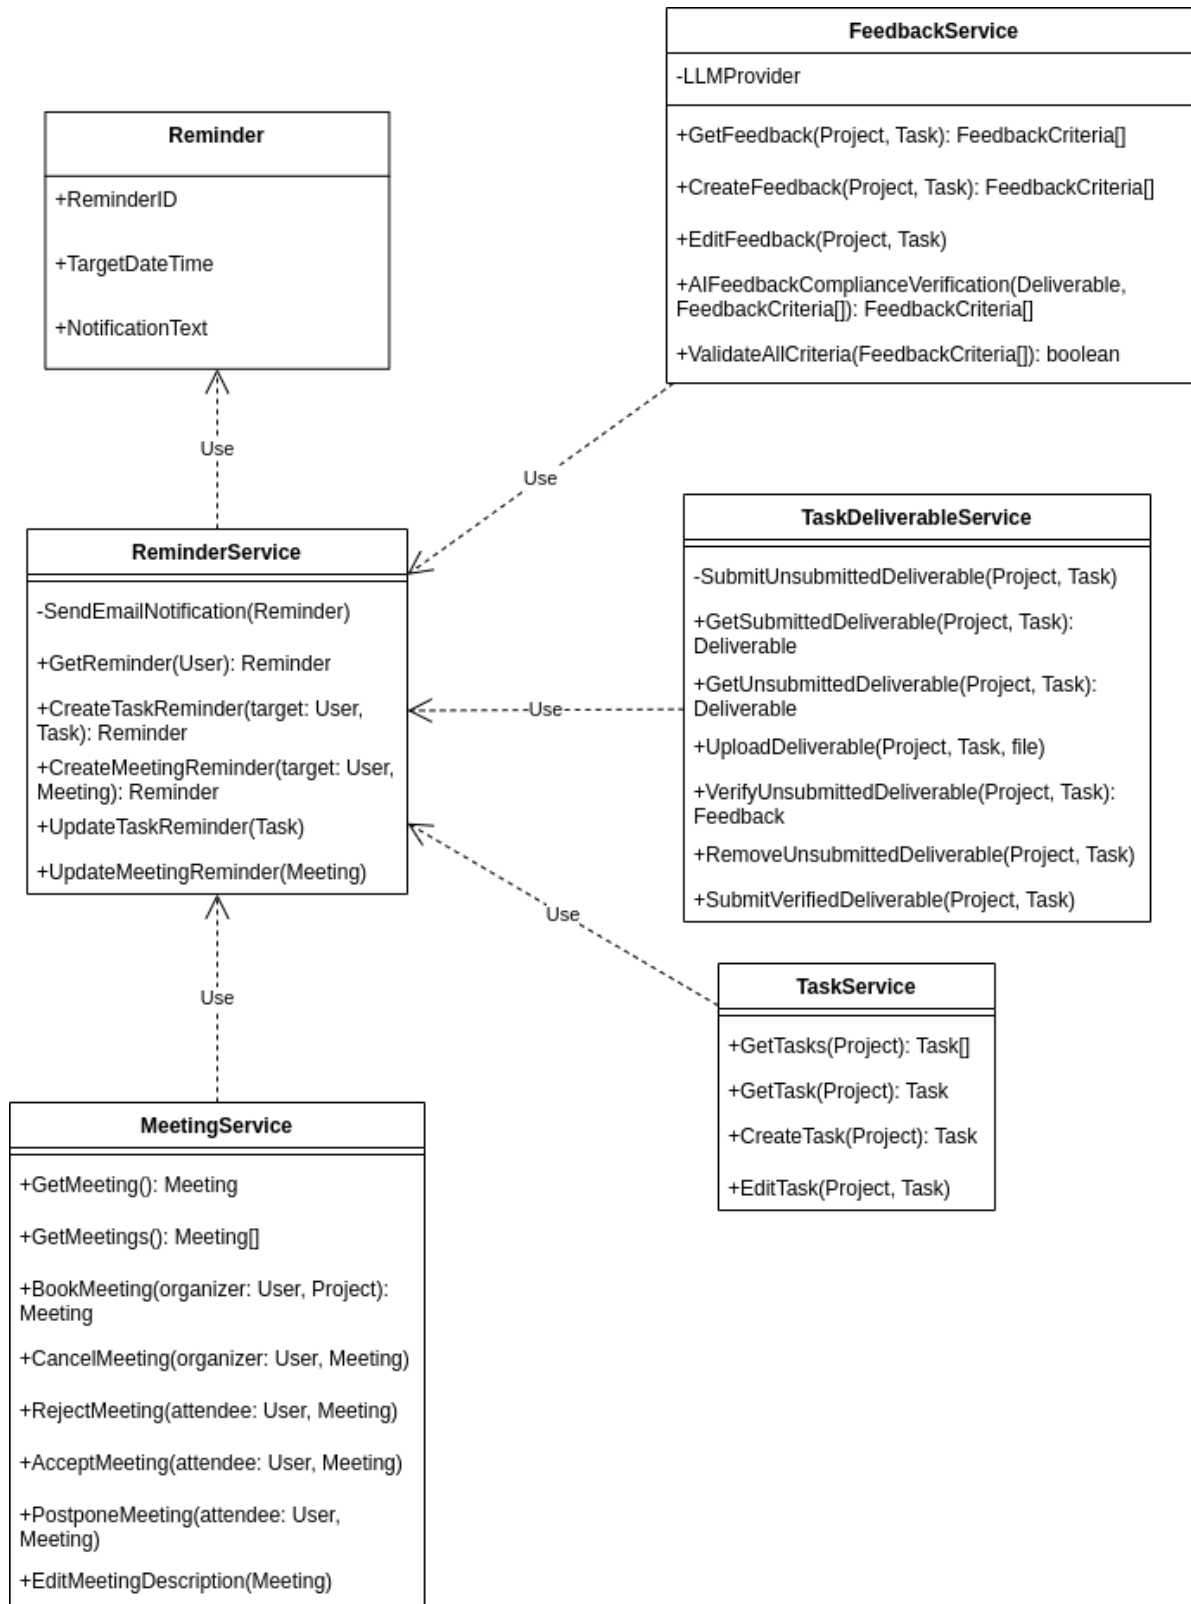 FeedbackService
-LLMProvider
+GetFeedback(Project, Task): FeedbackCriteria[]
+CreateFeedback(Project, Task): FeedbackCriteria[]
+EditFeedback(Project, Task)
+AIFeedbackComplianceVerification(Deliverable,
FeedbackCriteria[]): FeedbackCriteria[]
+ValidateAllCriteria(FeedbackCriteria[]): boolean
Reminder
+ReminderID
+TargetDateTime
+NotificationText
Use
Use
ReminderService
-SendEmailNotification(Reminder)
+GetReminder(User): Reminder
+CreateTaskReminder(target: User,
Task): Reminder
+CreateMeetingReminder(target: User,
Meeting): Reminder
+UpdateTaskReminder(Task)
+UpdateMeetingReminder(Meeting)
Use
TaskDeliverableService
-SubmitUnsubmittedDeliverable(Project, Task)
+GetSubmittedDeliverable(Project, Task):
Deliverable
+GetUnsubmittedDeliverable(Project, Task):
Deliverable
+UploadDeliverable(Project, Task, file)
+VerifyUnsubmittedDeliverable(Project, Task):
Feedback
+RemoveUnsubmittedDeliverable(Project, Task)
+SubmitVerifiedDeliverable(Project, Task)
Use
Use
TaskService
+GetTasks(Project): Task[]
+GetTask(Project): Task
+CreateTask(Project): Task
+EditTask(Project, Task)
MeetingService
+GetMeeting(): Meeting
+GetMeetings(): Meeting[]
+BookMeeting(organizer: User, Project):
Meeting
+CancelMeeting(organizer: User, Meeting)
+RejectMeeting(attendee: User, Meeting)
+AcceptMeeting(attendee: User, Meeting)
+PostponeMeeting(attendee: User,
Meeting)
+EditMeetingDescription(Meeting)